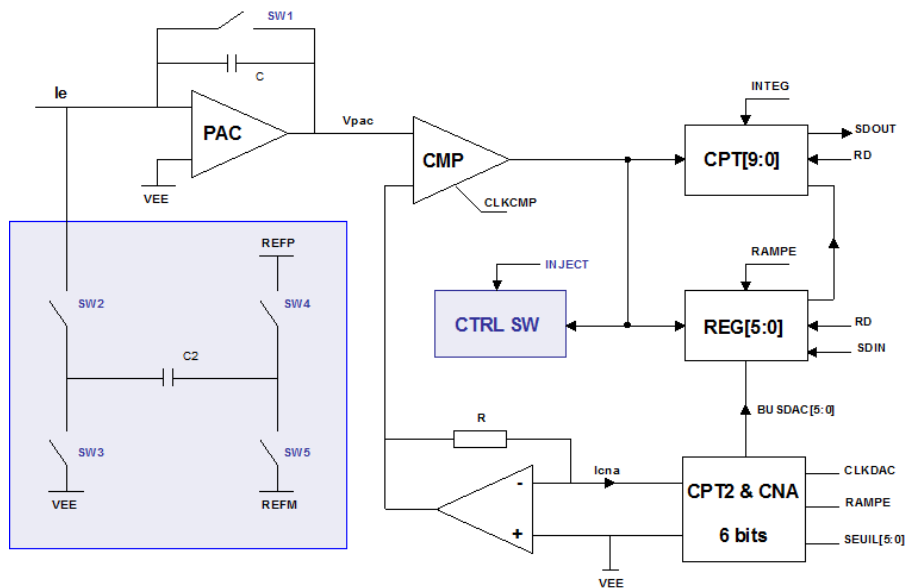 SW1
C
Ie
PAC
Vpac
VEE
CMP
CLKCMP
INTEG
CPT[9:0]
SDOUT
RD
REFP
SW2
SW4
C2
SW3
SW5
VEE
REFM
INJECT
CTRL SW
RAMPE
REG[5:0]
RD
SDIN
BUSDAC[5:0]
R
Icna
-
+
VEE
CPT2 & CNA
6 bits
CLKDAC
RAMPE
SEUIL[5:0]